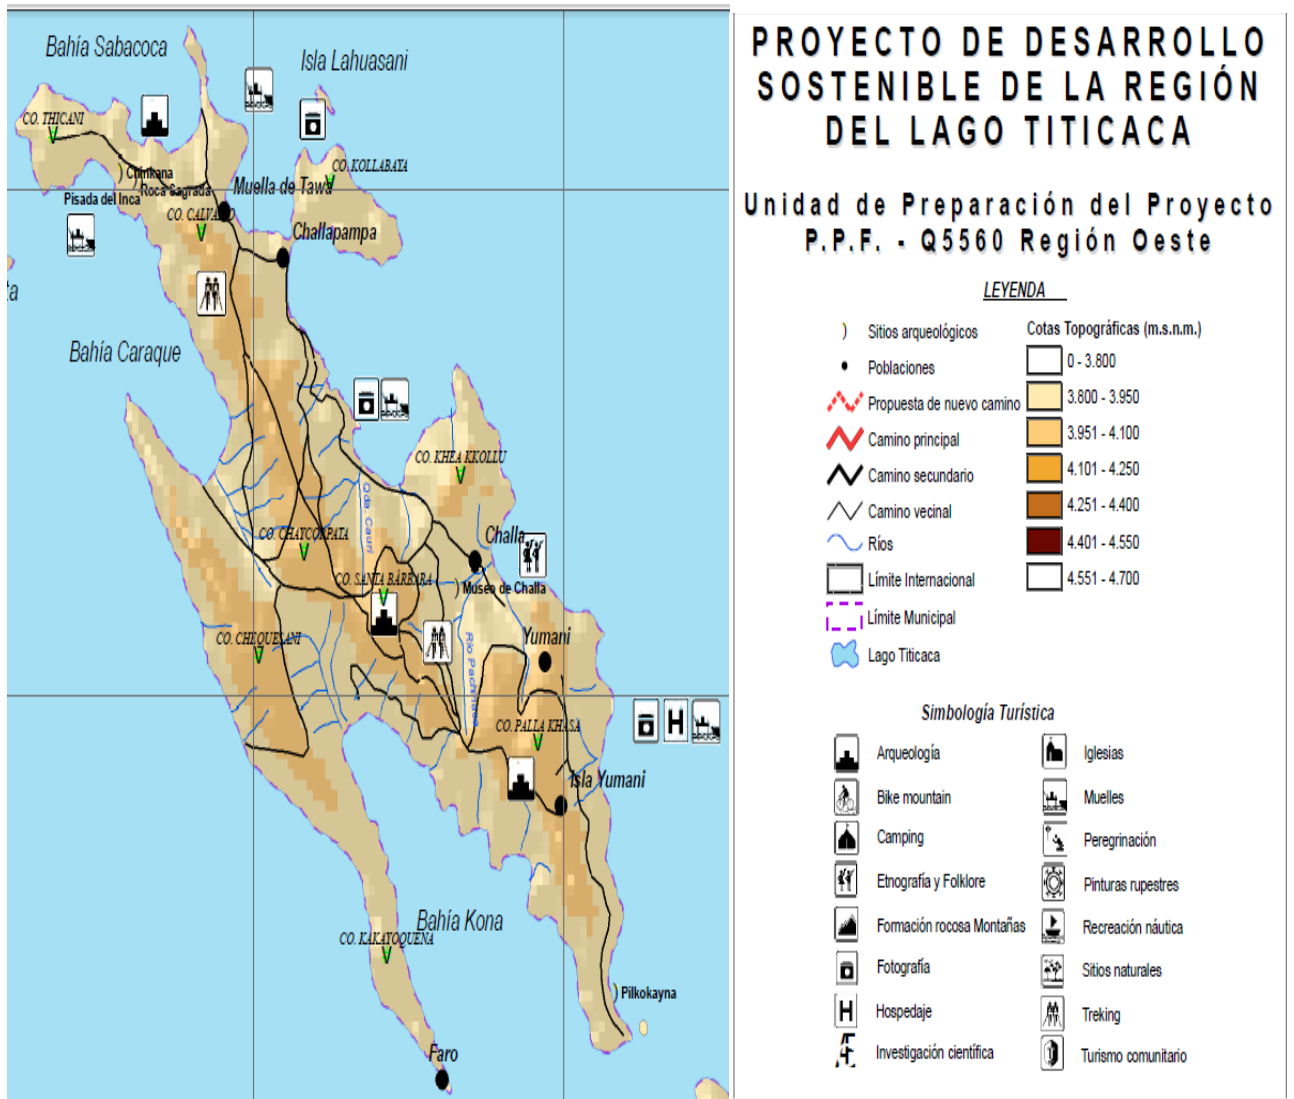 Bahía Sabacoca
Isla Lahuasani
CO. THICANI
CO. KOLLABAYA
Chinkana
Roca Sagrada
Muella de Tawa
Pisada del Inca
CO. CALVARIO
Challapampa
ta
Bahía Caraque
CO. KHEA KKOLLU
Qda. Cauri
CO. CHAYCORPATA
Challa
CO. SANTA BARBARA
Museo de Challa
CO. CHEQUESANI
Yumani
CO. PALLA KHASA
Isla Yumani
Bahía Kona
CO. KAKAYOQUENA
Pilkokayna
Faro
PROYECTO DE DESARROLLO
SOSTENIBLE DE LA REGIÓN
DEL LAGO TITICACA
Unidad de Preparación del Proyecto
P.P.F. - Q5560 Región Oeste
LEYENDA
Sitios arqueológicos
Poblaciones
Propuesta de nuevo camino
Camino principal
Camino secundario
Camino vecinal
Ríos
Límite Internacional
Límite Municipal
Lago Titicaca
Cotas Topográficas (m.s.n.m.)
0 - 3.800
3.800 - 3.950
3.951 - 4.100
4.101 - 4.250
4.251 - 4.400
4.401 - 4.550
4.551 - 4.700
Simbología Turística
Arqueología
Bike mountain
Camping
Etnografía y Folklore
Formación rocosa Montañas
Fotografía
H Hospedaje
Investigación científica
Iglesias
Muelles
Peregrinación
Pinturas rupestres
Recreación náutica
Sitios naturales
Treking
Turismo comunitario